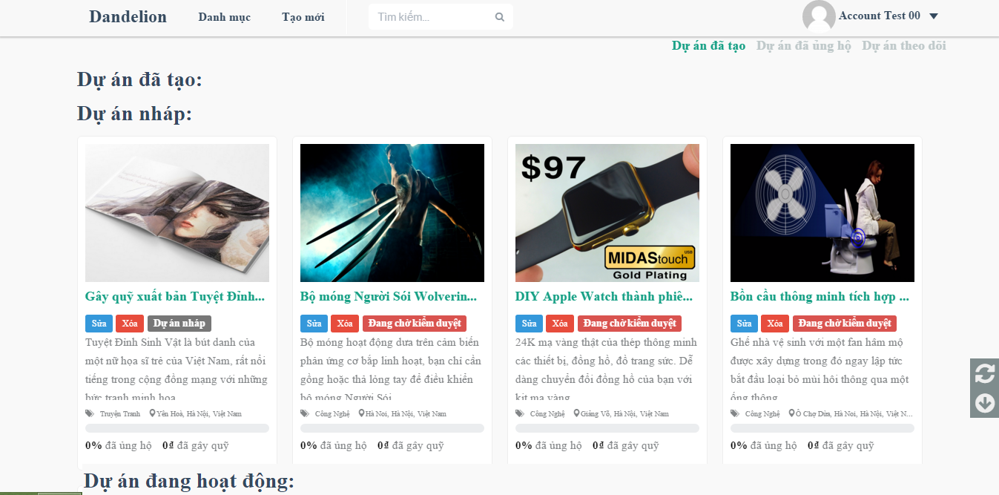 Dandelion Danh mục Tạo mới Tìm kiếm... Account Test 00
Dự án đã tạo Dự án đã ủng hộ Dự án theo dõi
Dự án đã tạo:
Dự án nháp:
Gây quỹ xuất bản Tuyệt Đỉnh...
Sửa Xóa Dự án nháp
Tuyệt Đỉnh Sinh Vật là bút danh của
một nữ họa sĩ trẻ của Việt Nam, rất nổi
tiếng trong cộng đồng mạng với những
bức tranh minh họa
Truyện Tranh Yên Hoà, Hà Nội, Việt Nam
0% đã ủng hộ 0₫ đã gây quỹ
Bộ móng Người Sói Wolverin...
Sửa Xóa Đang chờ kiểm duyệt
Bộ móng hoạt động dưa trên cảm biến
phản ứng cơ bắp linh hoạt, bạn chỉ cần
gồng hoặc thả lỏng tay để điều khiển
bộ móng Người Sói
Công Nghệ Hà Noi, Hà Nội, Việt Nam
0% đã ủng hộ 0₫ đã gây quỹ
$97
MIDAStouch USB
Gold Plating
DIY Apple Watch thành phiê...
Sửa Xóa Đang chờ kiểm duyệt
24K mạ vàng thật của thép thông minh
các thiết bị, đồng hồ, đồ trang sức. Dễ
dàng chuyển đổi đồng hồ của bạn với
kit mạ vàng
Công Nghệ Giảng Võ, Hà Nội, Việt Nam
0% đã ủng hộ 0₫ đã gây quỹ
Bồn cầu thông minh tích hợp ...
Sửa Xóa Đang chờ kiểm duyệt
Ghế nhà vệ sinh với một fan hâm mộ
được xây dựng trong đó ngay lập tức
bắt đầu loại bỏ mùi hôi thông qua một
ống thông
Công Nghệ Ô Chợ Dừa, Hà Noi, Hà Nội, Việt N...
0% đã ủng hộ 0₫ đã gây quỹ
Dự án đang hoạt động: